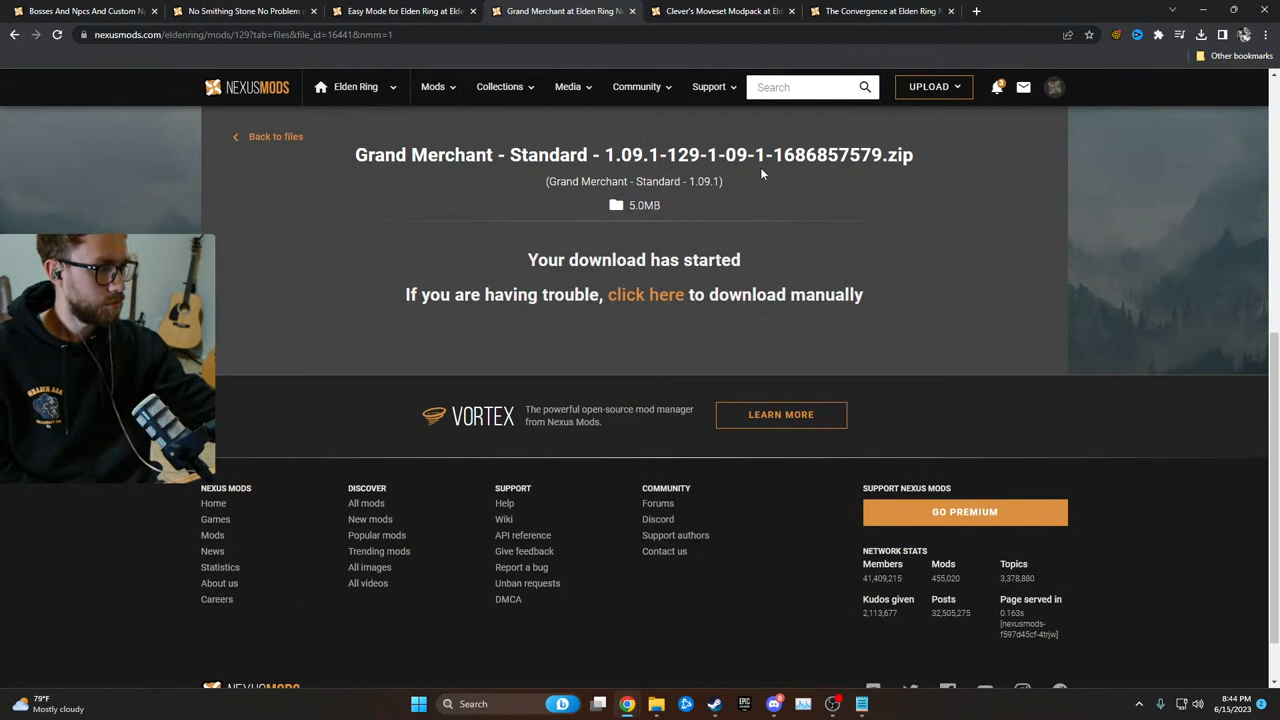 Bosses And Npcs And Custom N
No Smithing Stone No Problem a
Easy Mode for Elden Ring at Elde
Grand Merchant at Elden Ring N
Clever's Moveset Modpack at Eld
The Convergence at Elden Ring
nexusmods.com/eldenring/mods/129?tab=files&file_id=16441&nmm=1
Other bookmarks
NEXUSMODS
Elden Ring
Mods
Collections
Media
Community
Support
Search
UPLOAD
Back to files
Grand Merchant - Standard - 1.09.1-129-1-09-1-1686857579.zip
(Grand Merchant - Standard - 1.09.1)
5.0MB
Your download has started
If you are having trouble, click here to download manually
VORTEX
The powerful open-source mod manager
from Nexus Mods.
LEARN MORE
NEXUS MODS
Home
Games
Mods
News
Statistics
About us
Careers
DISCOVER
All mods
New mods
Popular mods
Trending mods
All images
All videos
SUPPORT
Help
Wiki
API reference
Give feedback
Report a bug
Unban requests
DMCA
COMMUNITY
Forums
Discord
Support authors
Contact us
SUPPORT NEXUS MODS
GO PREMIUM
NETWORK STATS
Members
41,409,215
Mods
455,020
Topics
3,378,880
Kudos given
2,113,677
Posts
32,505,275
Page served in
0.163s
[nexusmods-
f597d45cf-4trjw]
79°F
Mostly cloudy
Search
8:44 PM
6/15/2023